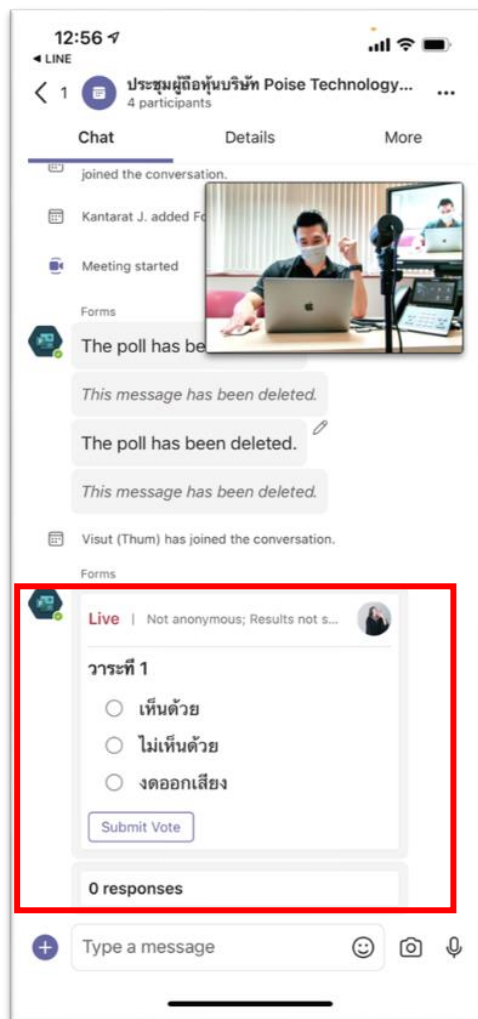 12:56
◀ LINE
1
ประชุมผู้ถือหุ้นบริษัท Poise Technology...
4 participants
Chat Details More
joined the conversation.
Kantarat J. added Fo
Meeting started
Forms
The poll has be
This message has been deleted.
The poll has been deleted.
This message has been deleted.
Visut (Thum) has joined the conversation.
Forms
Live | Not anonymous; Results not s...
วาระที่ 1
เห็นด้วย
ไม่เห็นด้วย
งดออกเสียง
Submit Vote
0 responses
Type a message